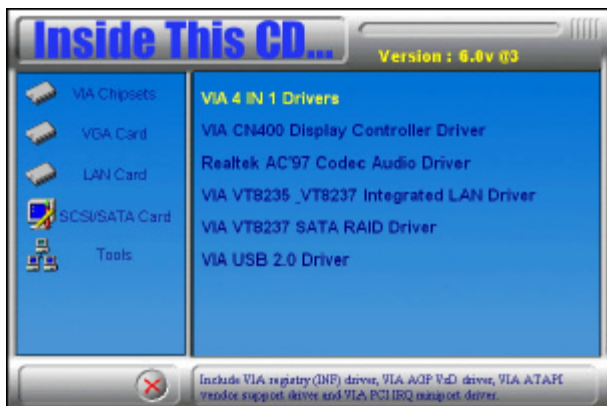 Inside This CD...
Version : 6.0v @3
VIA Chipsets
VGA Card
LAN Card
SCSI/SATA Card
Tools
VIA 4 IN 1 Drivers
VIA CN400 Display Controller Driver
Realtek AC'97 Codec Audio Driver
VIA VT8235 _VT8237 Integrated LAN Driver
VIA VT8237 SATA RAID Driver
VIA USB 2.0 Driver
Include VIA registry (INF) driver, VIA AGP VxD driver, VIA ATAPI
vendor support driver and VIA PCI IRQ miniport driver.